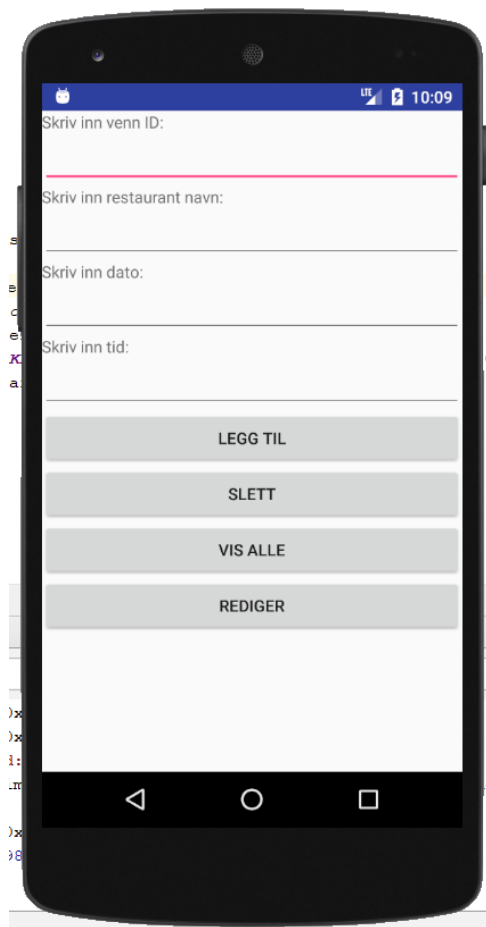 LTE 10:09
Skriv inn venn ID:
Skriv inn restaurant navn:
Skriv inn dato:
Skriv inn tid:
LEGG TIL
SLETT
VIS ALLE
REDIGER